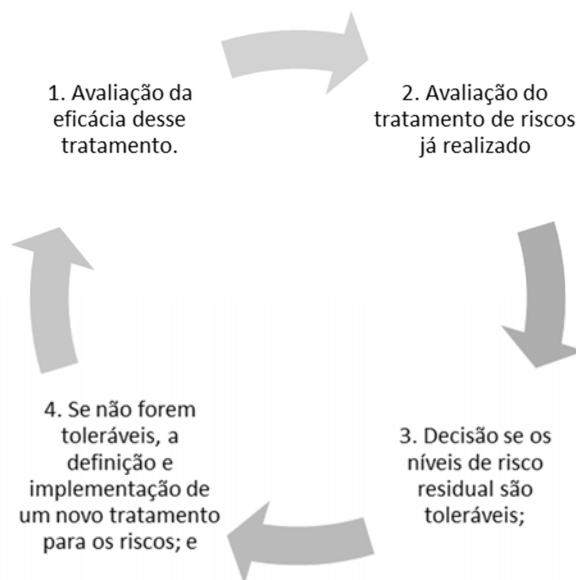 1. Avaliação da
eficácia desse
tratamento.
2. Avaliação do
tratamento de riscos
já realizado
3. Decisão se os
níveis de risco
residual são
toleráveis;
4. Se não forem
toleráveis, a
definição e
implementação de
um novo tratamento
para os riscos; e